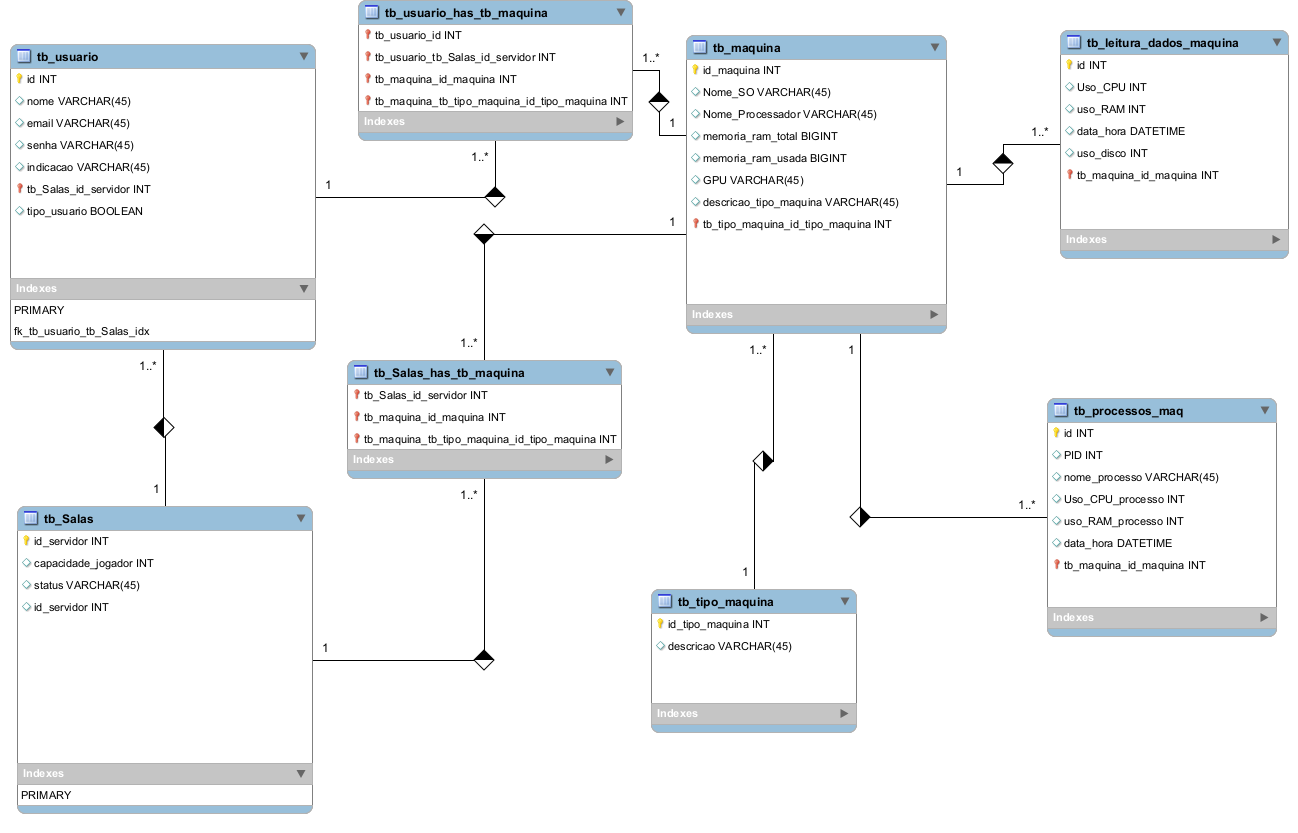 tb_usuario
id INT
nome VARCHAR(45)
email VARCHAR(45)
senha VARCHAR(45)
indicacao VARCHAR(45)
tb_Salas_id_servidor INT
tipo_usuario BOOLEAN
Indexes
PRIMARY
fk_tb_usuario_tb_Salas_idx
tb_usuario_has_tb_maquina
tb_usuario_id INT
tb_usuario_tb_Salas_id_servidor INT
tb_maquina_id_maquina INT
tb_maquina_tb_tipo_maquina_id_tipo_maquina INT
Indexes
1..*
1
1..*
1
tb_maquina
id_maquina INT
Nome_SO VARCHAR(45)
Nome_Processador VARCHAR(45)
memoria_ram_total BIGINT
memoria_ram_usada BIGINT
GPU VARCHAR(45)
descricao_tipo_maquina VARCHAR(45)
tb_tipo_maquina_id_tipo_maquina INT
Indexes
1..*
1
tb_leitura_dados_maquina
id INT
Uso_CPU INT
uso_RAM INT
data_hora DATETIME
uso_disco INT
tb_maquina_id_maquina INT
Indexes
1
1..*
tb_Salas_has_tb_maquina
tb_Salas_id_servidor INT
tb_maquina_id_maquina INT
tb_maquina_tb_tipo_maquina_id_tipo_maquina INT
Indexes
1..*
1
1..*
1
tb_Salas
id_servidor INT
capacidade_jogador INT
status VARCHAR(45)
id_servidor INT
Indexes
PRIMARY
1..*
1
tb_tipo_maquina
id_tipo_maquina INT
descricao VARCHAR(45)
Indexes
1
1..*
tb_processos_maq
id INT
PID INT
nome_processo VARCHAR(45)
Uso_CPU_processo INT
uso_RAM_processo INT
data_hora DATETIME
tb_maquina_id_maquina INT
Indexes